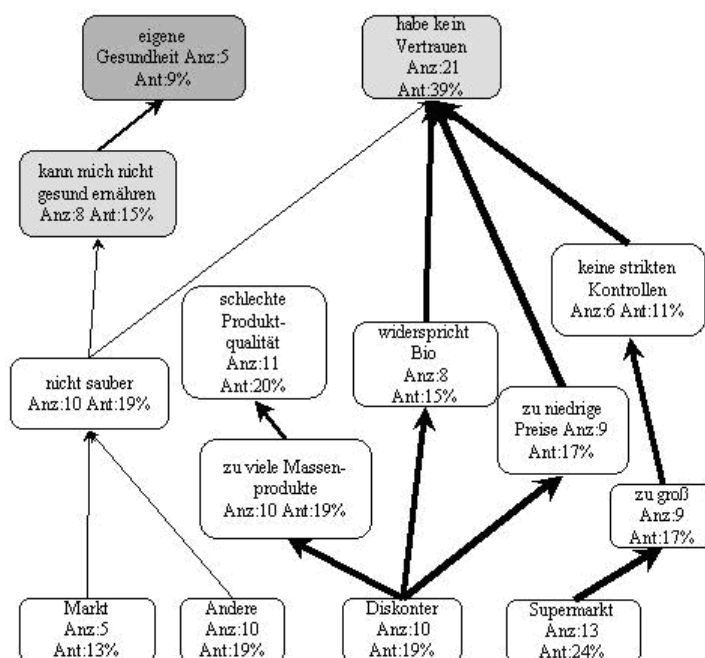 eigene
Gesundheit Anz:5
Ant:9%
habe kein
Vertrauen
Anz:21
Ant:39%
kann mich nicht
gesund ernähren
Anz:8 Ant:15%
keine strikten
Kontrollen
Anz:6 Ant:11%
schlechte
Produkt-
qualität
Anz:11
Ant:20%
widerspricht
Bio
Anz:8
Ant:15%
nicht sauber
Anz:10 Ant:19%
zu niedrige
Preise Anz:9
Ant:17%
zu viele Massen-
produkte
Anz:10 Ant:19%
zu groß
Anz:9
Ant:17%
Markt
Anz:5
Ant:13%
Andere
Anz:10
Ant:19%
Diskonter
Anz:10
Ant:19%
Supermarkt
Anz:13
Ant:24%